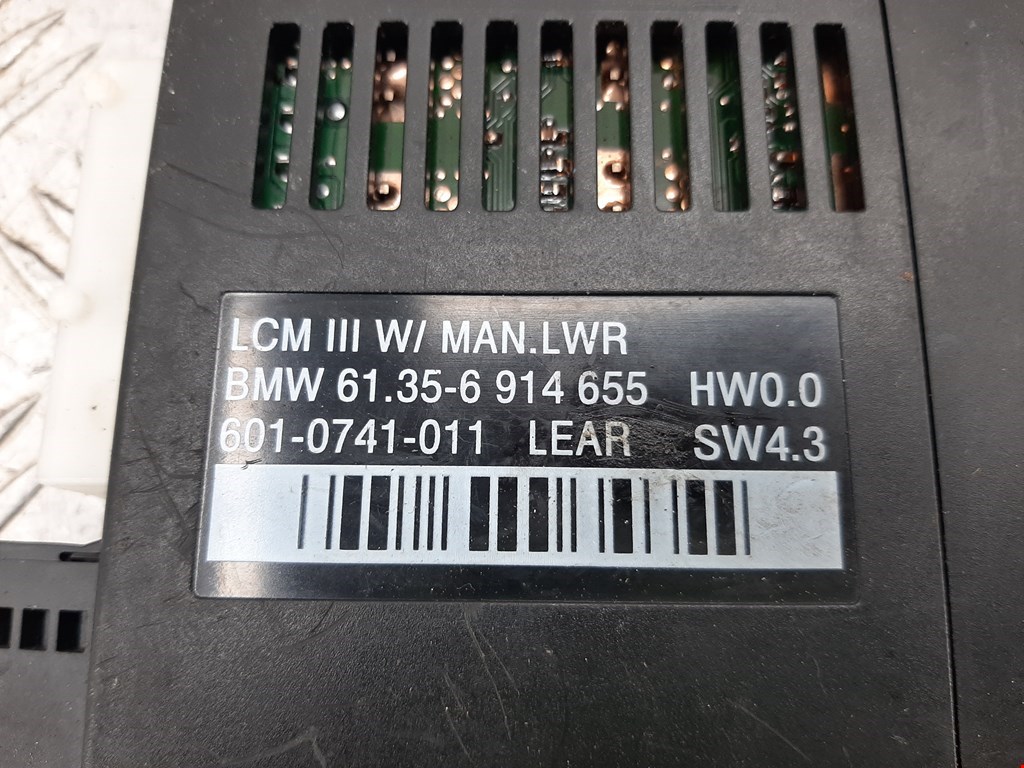 LCM III W/ MAN.LWR
BMW 61.35-6 914 655 HW0.0
601-0741-011 LEAR SW4.3